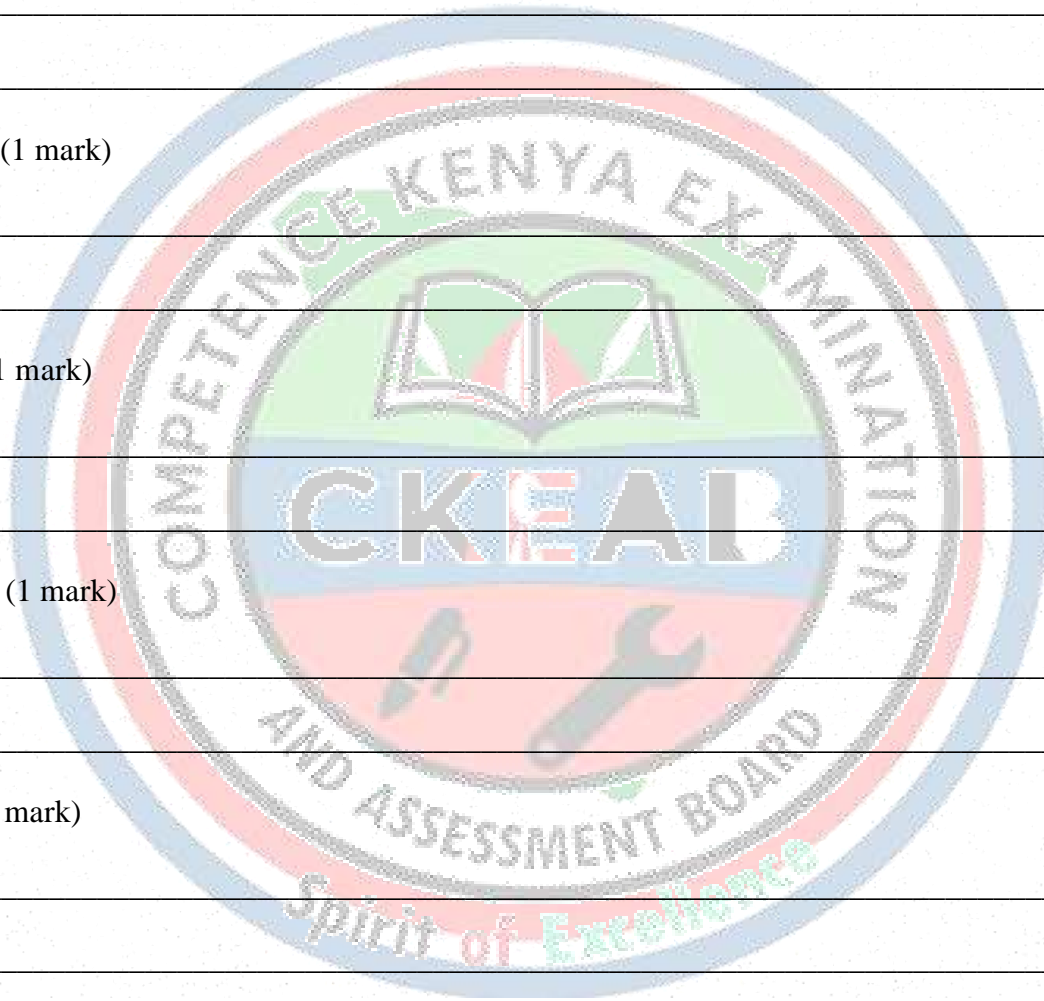 (1 mark)
COMPETENCE KENYA EXAMINATION
1 mark)
CKEAB
(1 mark)
mark)
AND ASSESSMENT BOARD
Spirit of Excellence